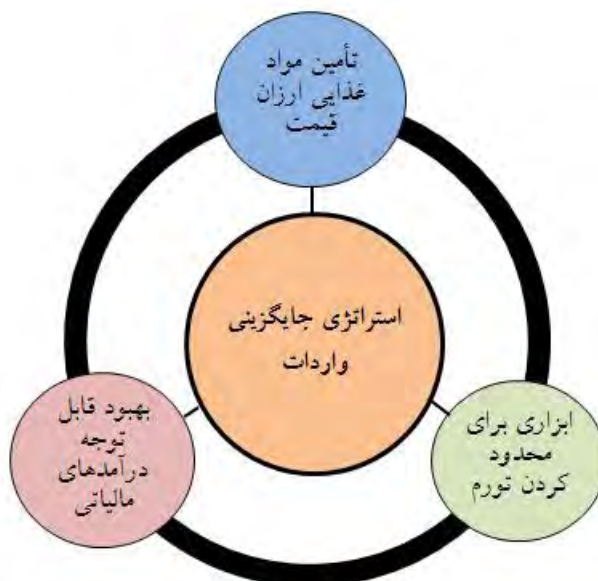 تأمین مواد
غذایی ارزان
قیمت
استراتژی جایگزینی
واردات
بهبود قابل
توجه
درآمدهای
مالیاتی
ابزاری برای
محدود
کردن تورم